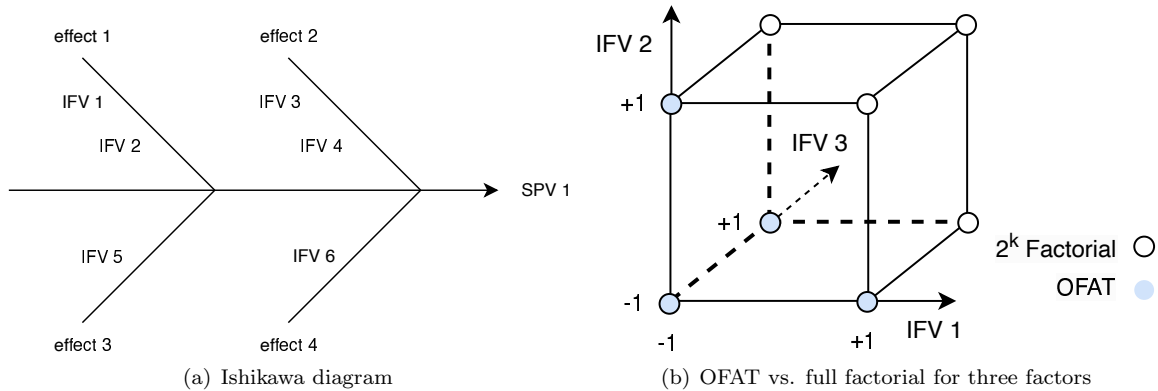 effect 1
effect 2
IFV 1
IFV 3
IFV 2
IFV 4
SPV 1
IFV 5
IFV 6
effect 3
effect 4
(a) Ishikawa diagram
IFV 2
+1
IFV 3
+1
-1
-1
+1
IFV 1
2^k Factorial
OFAT
(b) OFAT vs. full factorial for three factors